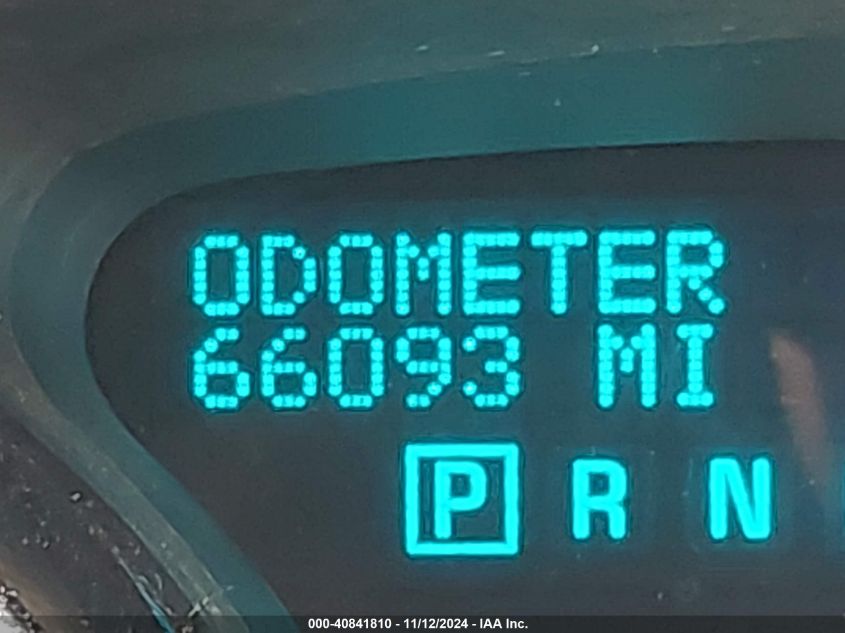 ODOMETER
66093 MI
P R N
000-40841810 - 11/12/2024 - IAA Inc.